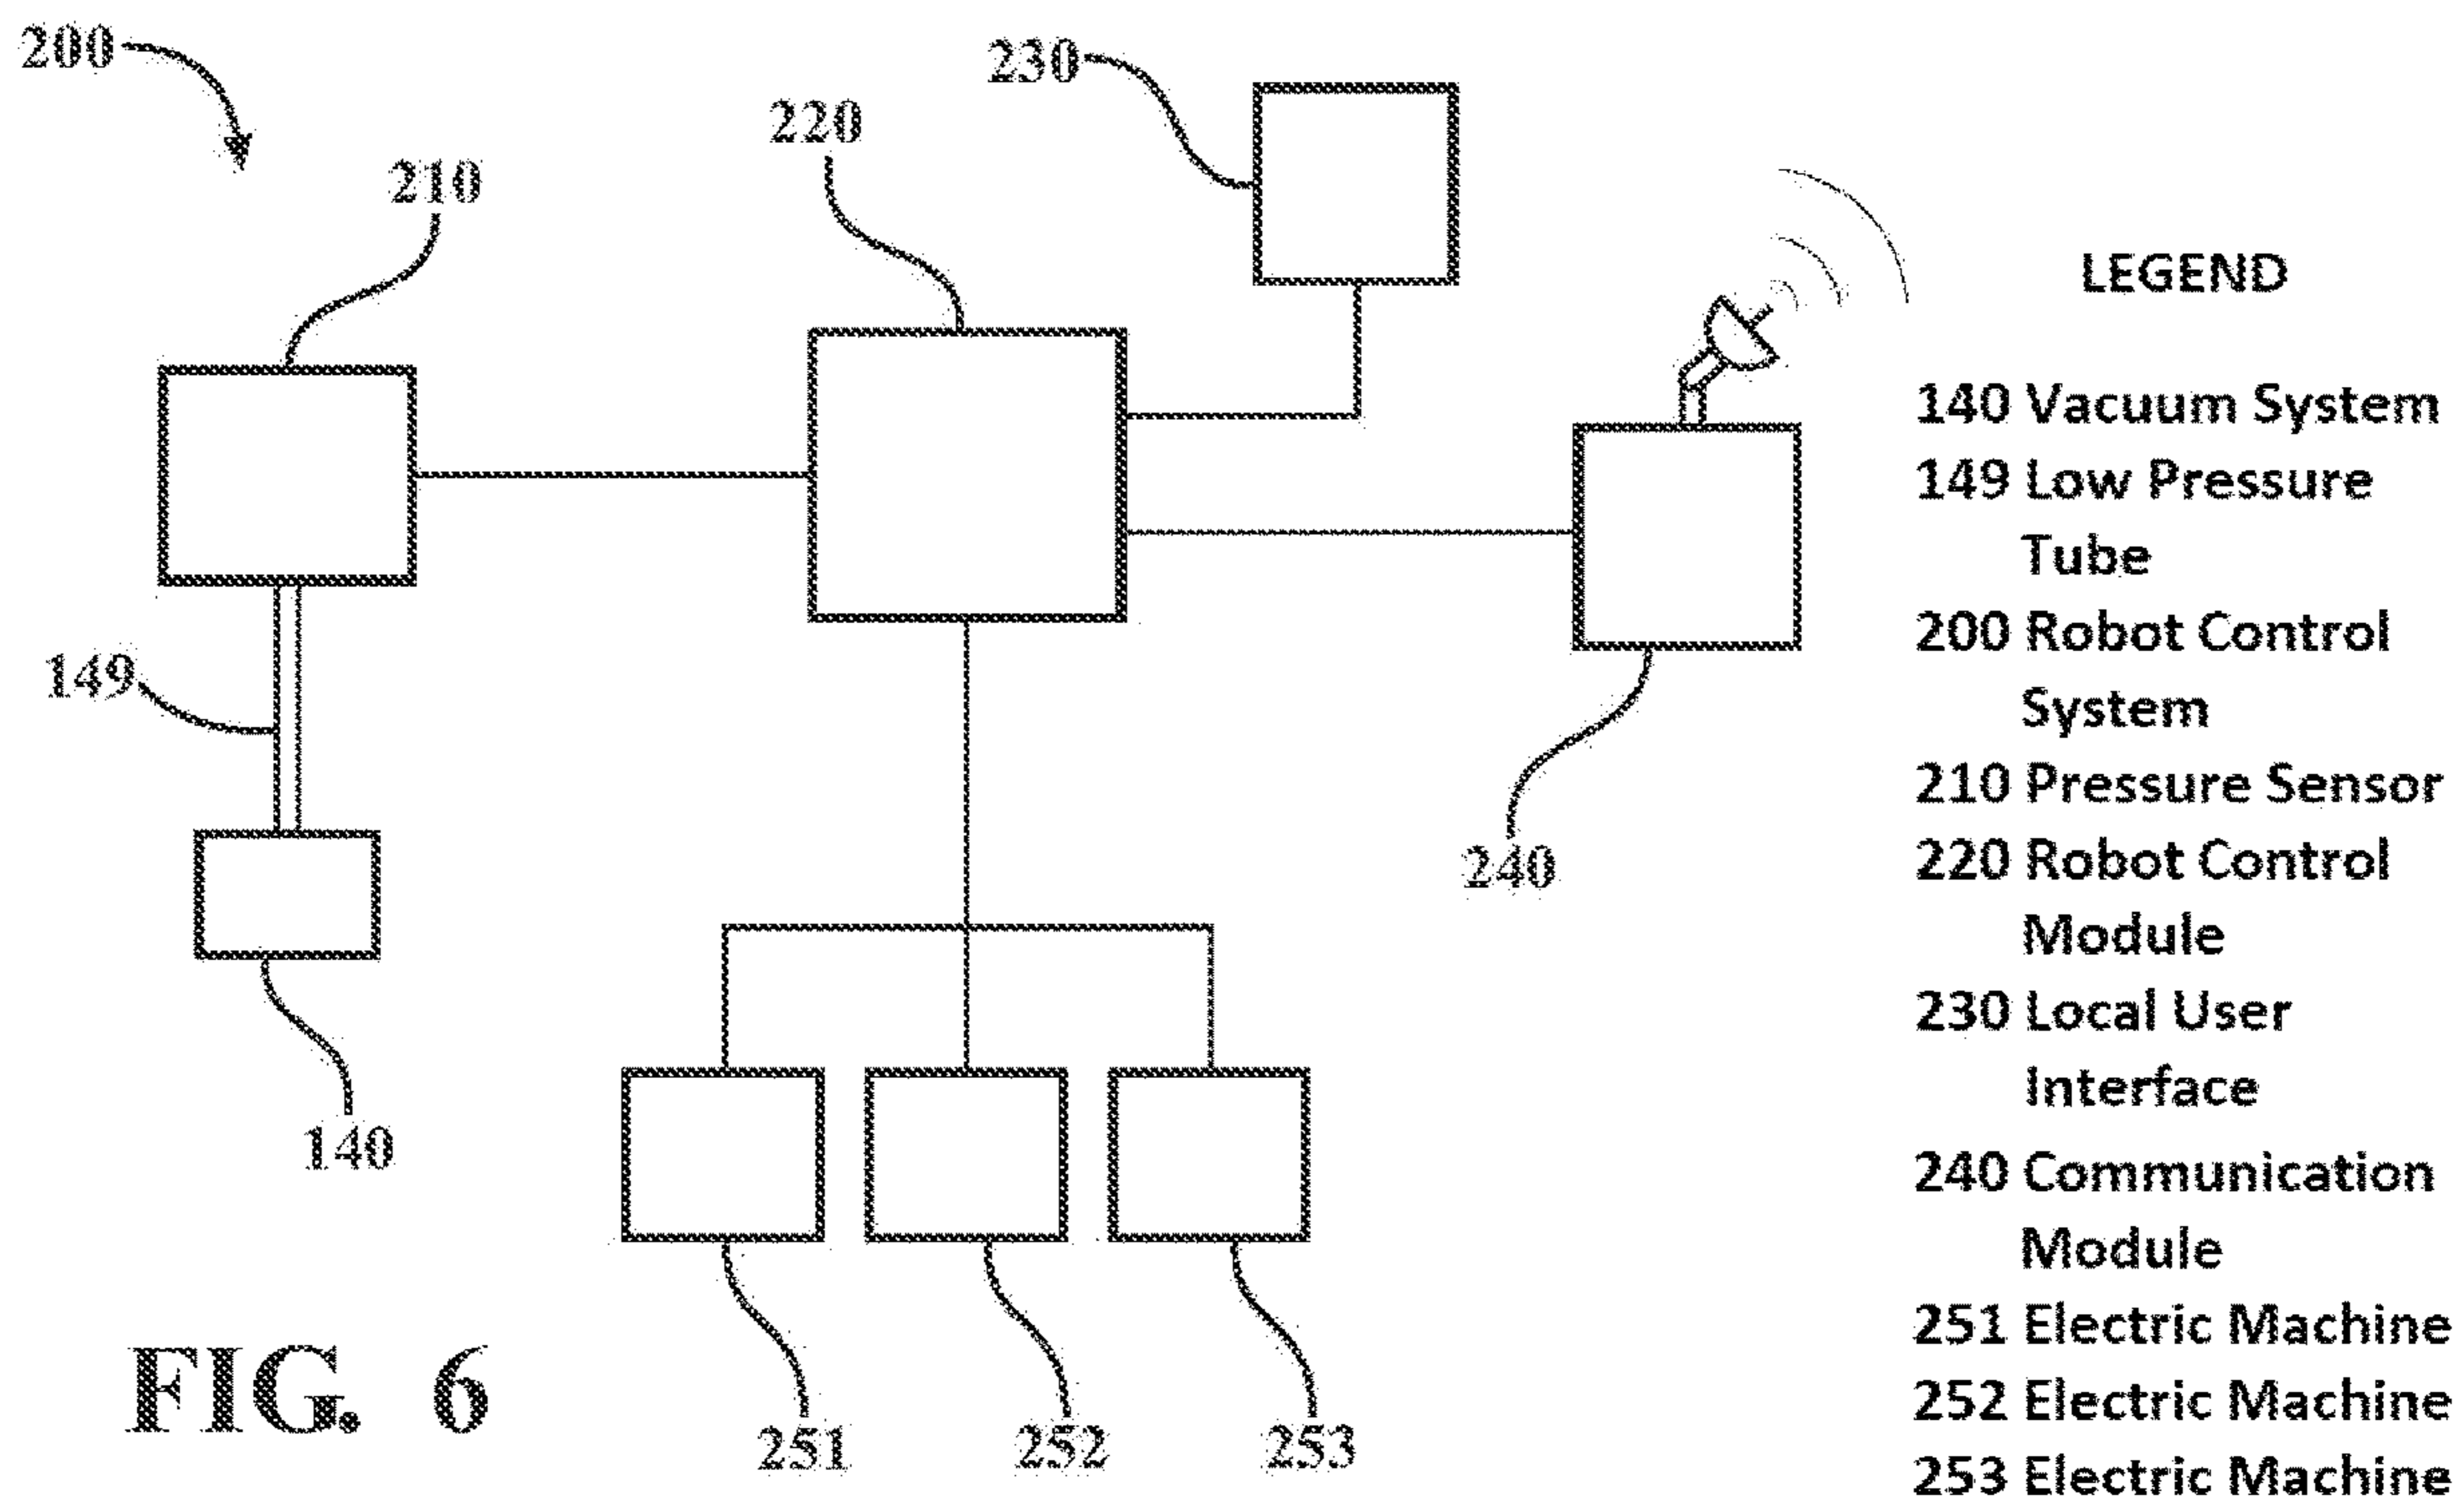 200
230
220
210
149
240
140
251
252
253
FIG. 6
LEGEND
140 Vacuum System
149 Low Pressure
Tube
200 Robot Control
System
210 Pressure Sensor
220 Robot Control
Module
230 Local User
Interface
240 Communication
Module
251 Electric Machine
252 Electric Machine
253 Electric Machine